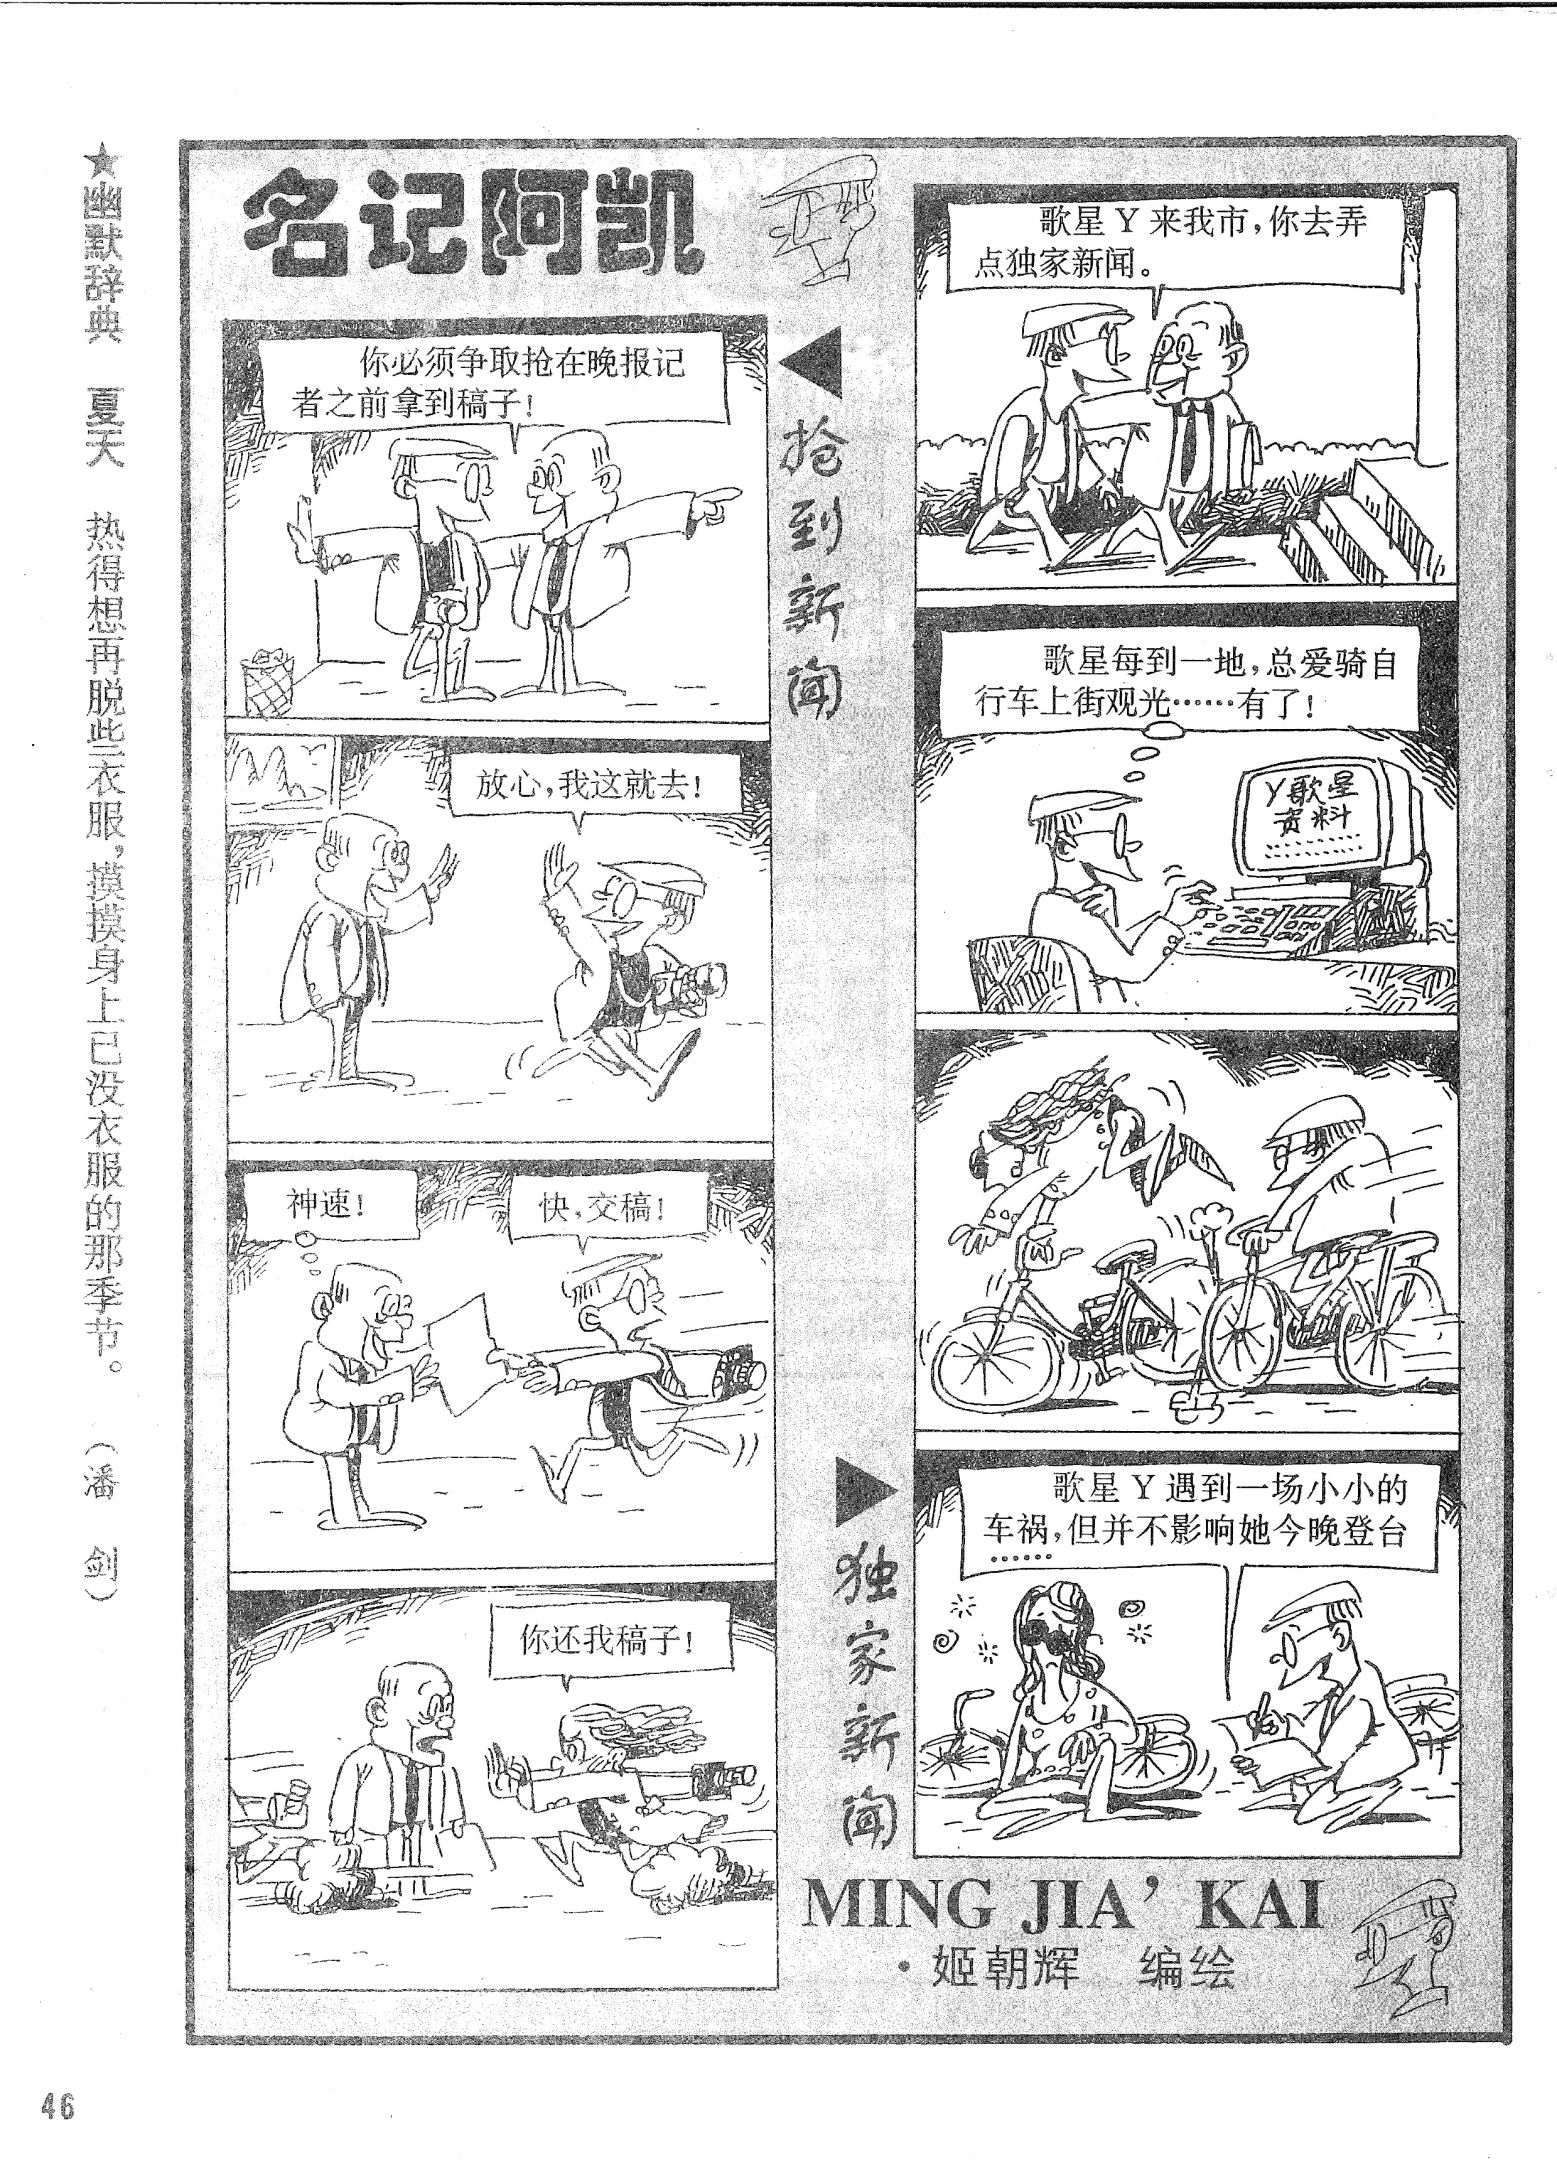 ★幽默辞典　夏天　热得想再脱些衣服，摸摸身上已没衣服的那季节。　（潘　剑）
名记阿凯
抢到新闻
你必须争取抢在晚报记
者之前拿到稿子！
放心，我这就去！
神速！
快，交稿！
你还我稿子！
独家新闻
歌星 Y 来我市，你去弄
点独家新闻。
歌星每到一地，总爱骑自
行车上街观光……有了！
Y歌星
资料
歌星 Y 遇到一场小小的
车祸，但并不影响她今晚登台
……
MING JIA' KAI
·姬朝辉　编绘
46